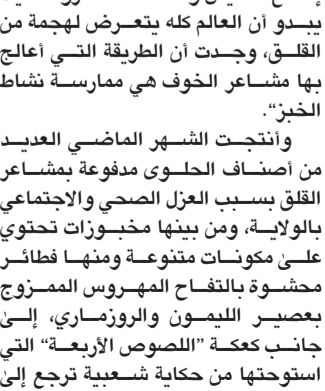 يبدو أن العالم كله يتعرض لهجمة من
القلق، وجدت أن الطريقة التي أعالج
بها مشاعر الخوف هي ممارسة نشاط
الخبز“.
وأنتجت الشهر الماضي العديد
من أصناف الحلوى مدفوعة بمشاعر
القلق بسبب العزل الصحي والاجتماعي
بالولاية، ومن بينها مخبوزات تحتوي
على مكونات متنوعة ومنها فطائر
محشوة بالتفاح المهروس الممزوج
بعصير الليمون والروزماري، إلى
جانب كعكة ”اللصوص الأربعة“ التي
استوحتها من حكاية شعبية ترجع إلى